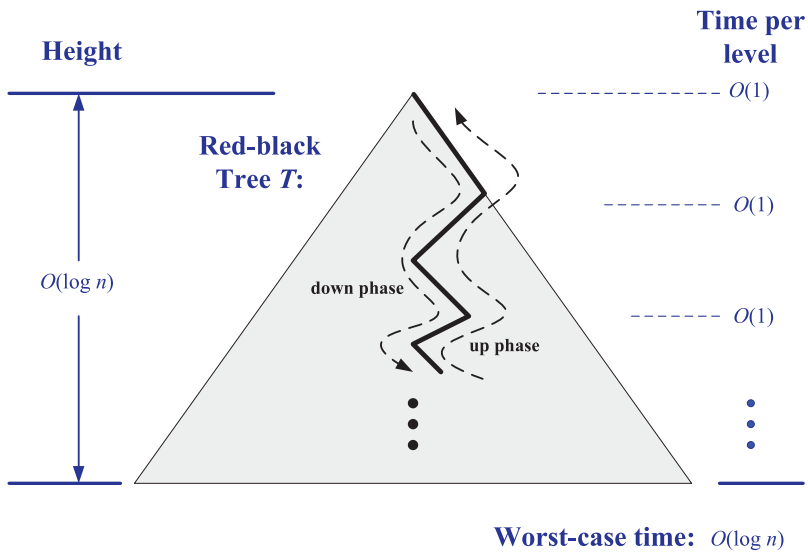 Height
Time per
level
O(1)
Red-black
Tree T:
O(1)
O(log n)
down phase
O(1)
up phase
Worst-case time: O(log n)